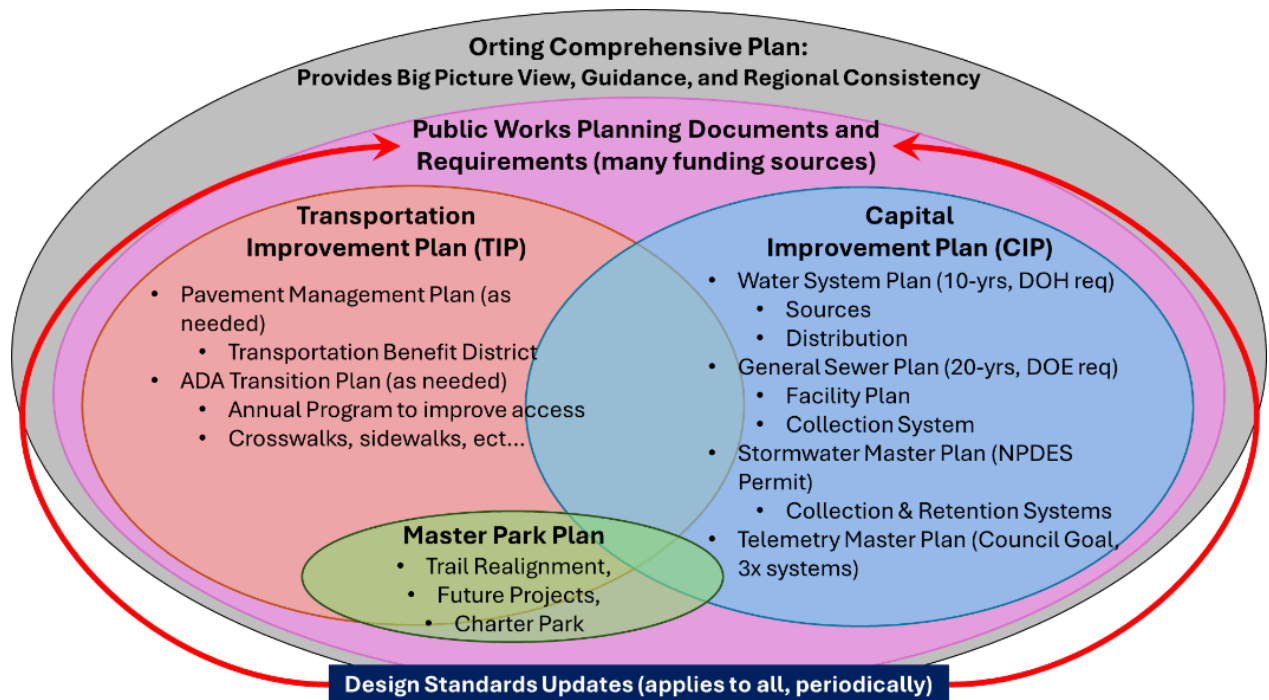 Orting Comprehensive Plan:
Provides Big Picture View, Guidance, and Regional Consistency
Public Works Planning Documents and
Requirements (many funding sources)
Transportation
Improvement Plan (TIP)
• Pavement Management Plan (as
needed)
• Transportation Benefit District
• ADA Transition Plan (as needed)
• Annual Program to improve access
• Crosswalks, sidewalks, ect...
Capital
Improvement Plan (CIP)
• Water System Plan (10-yrs, DOH req)
• Sources
• Distribution
• General Sewer Plan (20-yrs, DOE req)
• Facility Plan
• Collection System
• Stormwater Master Plan (NPDES
Permit)
• Collection & Retention Systems
• Telemetry Master Plan (Council Goal,
3x systems)
Master Park Plan
• Trail Realignment,
• Future Projects,
• Charter Park
Design Standards Updates (applies to all, periodically)